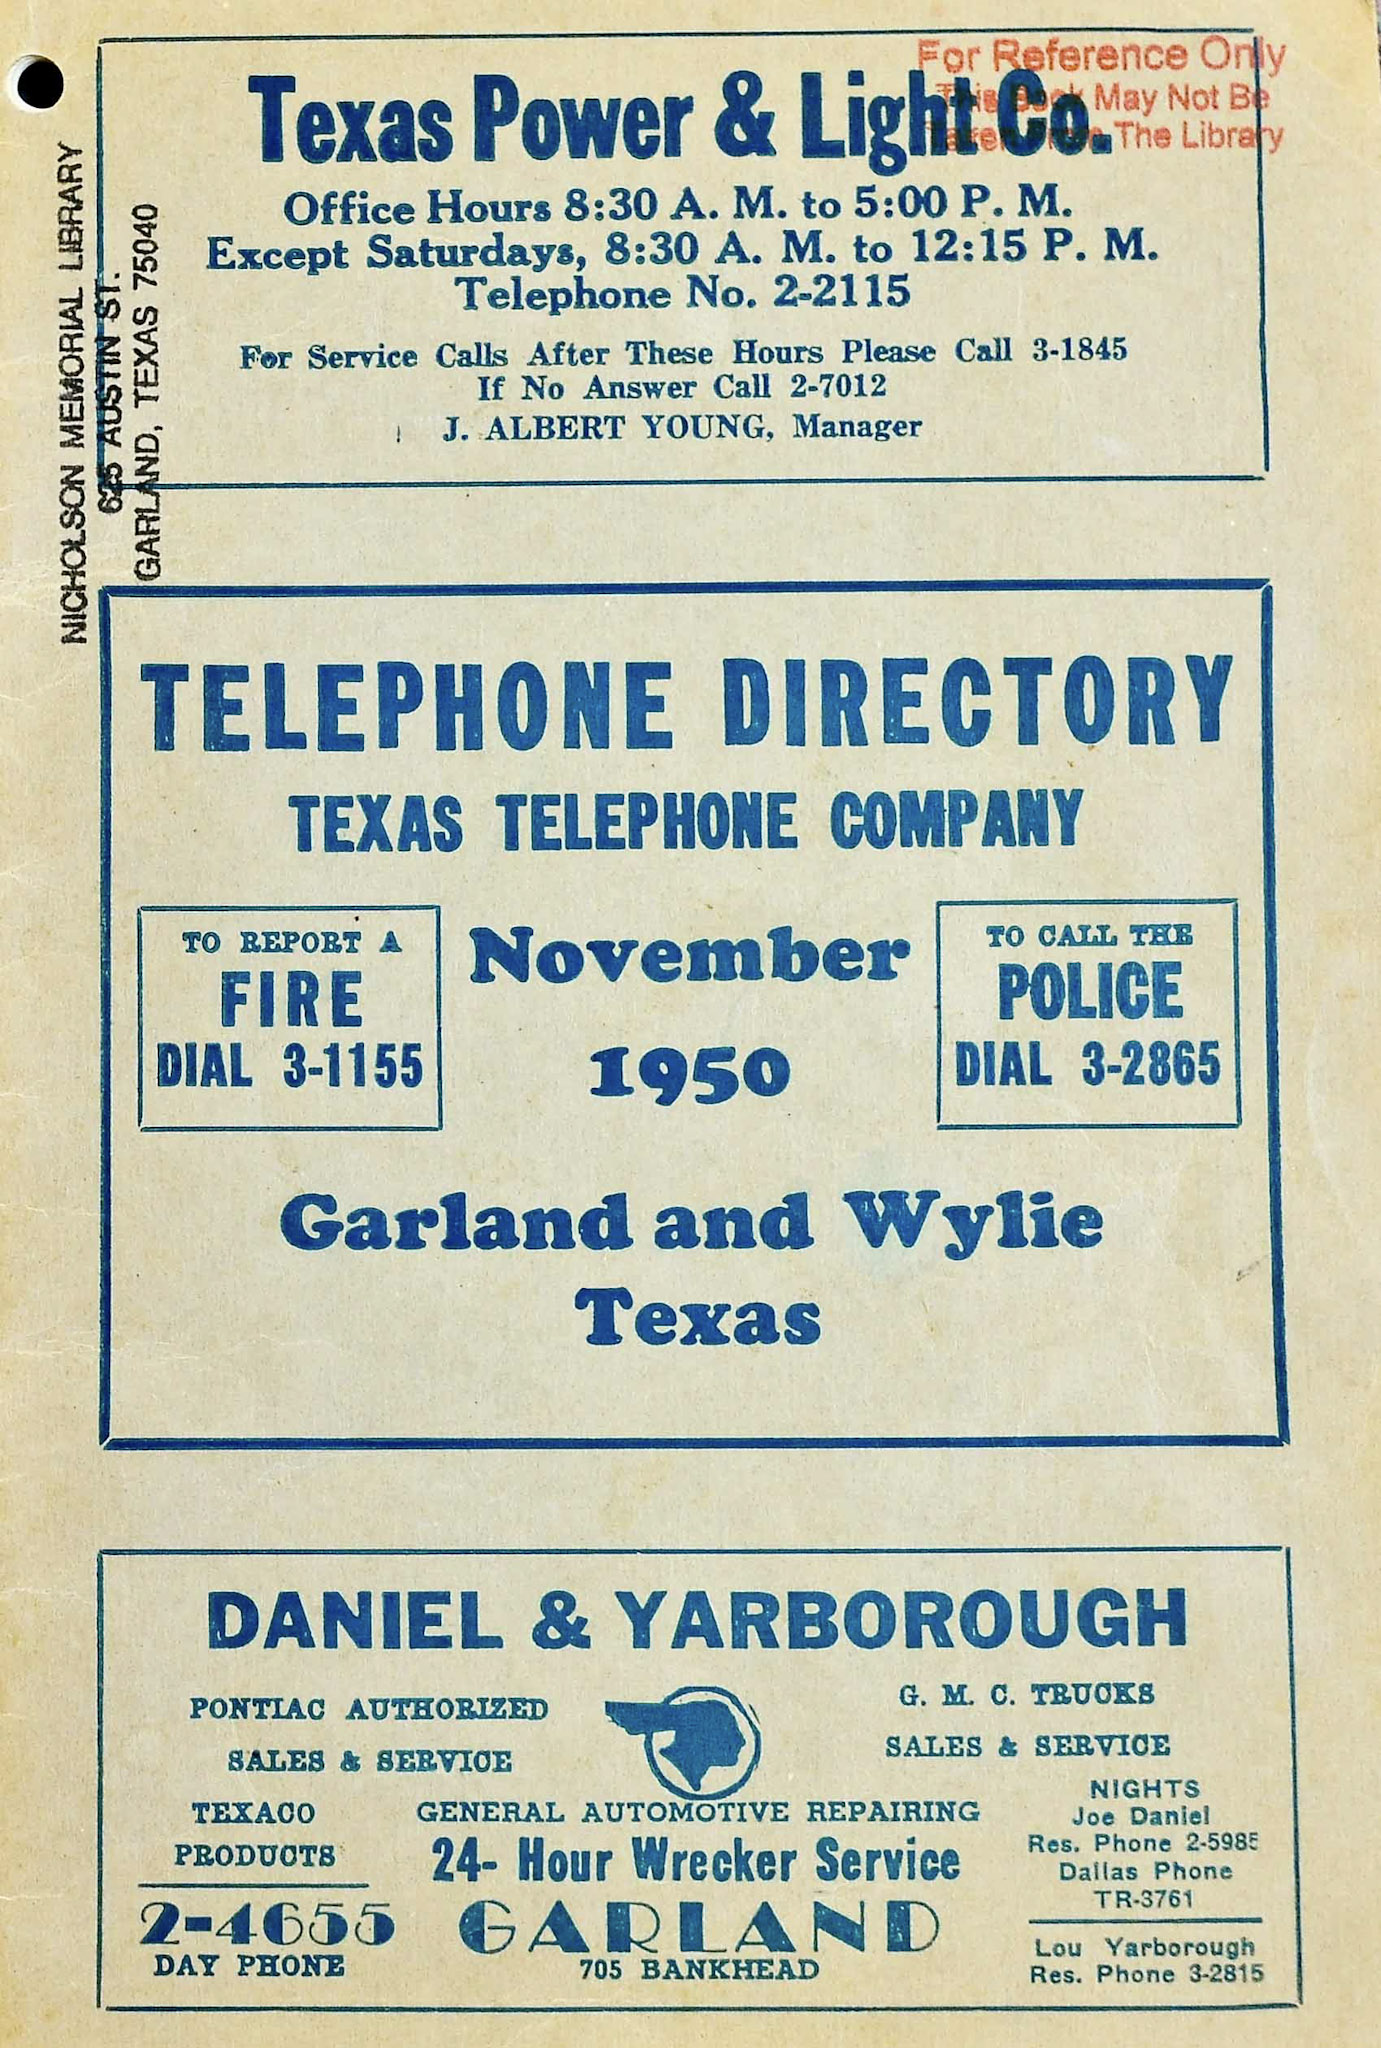 For Reference Only
This Book May Not Be
Taken From The Library
Texas Power & Light Co.
Office Hours 8:30 A. M. to 5:00 P. M.
Except Saturdays, 8:30 A. M. to 12:15 P. M.
Telephone No. 2-2115
For Service Calls After These Hours Please Call 3-1845
If No Answer Call 2-7012
J. ALBERT YOUNG, Manager
NICHOLSON MEMORIAL LIBRARY
625 AUSTIN ST.
GARLAND, TEXAS 75040
TELEPHONE DIRECTORY
TEXAS TELEPHONE COMPANY
TO REPORT A
FIRE
DIAL 3-1155
November
1950
TO CALL THE
POLICE
DIAL 3-2865
Garland and Wylie
Texas
DANIEL & YARBOROUGH
PONTIAC AUTHORIZED
SALES & SERVICE
G. M. C. TRUCKS
SALES & SERVICE
TEXACO
PRODUCTS
2-4655
DAY PHONE
GENERAL AUTOMOTIVE REPAIRING
24- Hour Wrecker Service
GARLAND
705 BANKHEAD
NIGHTS
Joe Daniel
Res. Phone 2-5985
Dallas Phone
TR-3761
Lou Yarborough
Res. Phone 3-2815